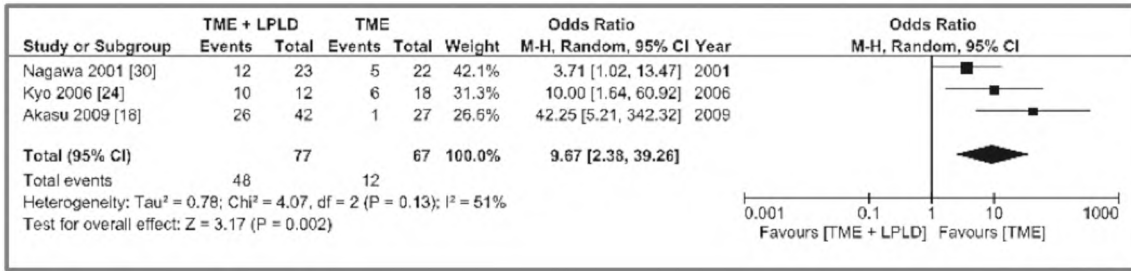 TME + LPLD TME Odds Ratio Odds Ratio
Study or Subgroup Events Total Events Total Weight M-H, Random, 95% CI Year M-H, Random, 95% CI
Nagawa 2001 [30] 12 23 5 22 42.1% 3.71 [1.02, 13.47] 2001
Kyo 2006 [24] 10 12 6 18 31.3% 10.00 [1.64, 60.92] 2006
Akasu 2009 [18] 26 42 1 27 26.6% 42.25 [5.21, 342.32] 2009
Total (95% CI) 77 67 100.0% 9.67 [2.38, 39.26]
Total events 48 12
Heterogeneity: Tau² = 0.78; Chi² = 4.07, df = 2 (P = 0.13); I² = 51%
Test for overall effect: Z = 3.17 (P = 0.002)
0.001 0.1 1 10 1000
Favours [TME + LPLD] Favours [TME]